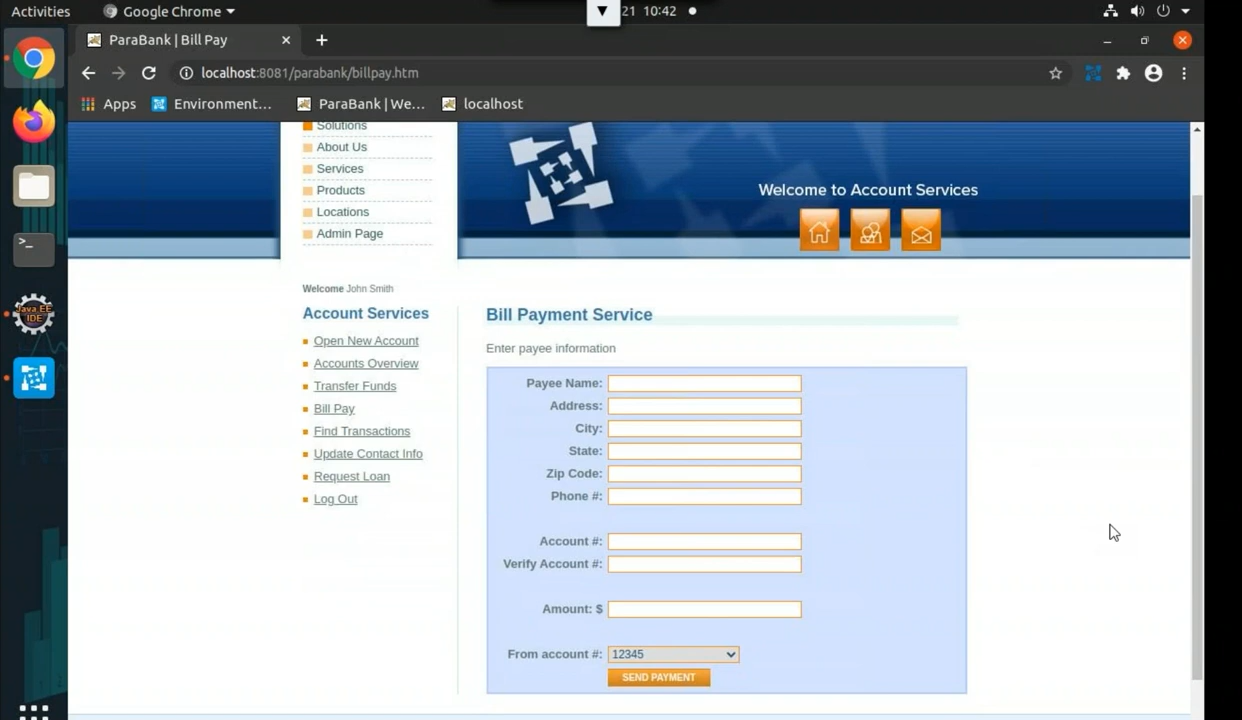 Activities
Google Chrome
21 10:42
ParaBank | Bill Pay
localhost:8081/parabank/billpay.htm
Apps
Environment...
ParaBank | We...
localhost
Solutions
About Us
Services
Products
Locations
Admin Page
Welcome to Account Services
Welcome John Smith
Account Services
Open New Account
Accounts Overview
Transfer Funds
Bill Pay
Find Transactions
Update Contact Info
Request Loan
Log Out
Bill Payment Service
Enter payee information
Payee Name:
Address:
City:
State:
Zip Code:
Phone #:
Account #:
Verify Account #:
Amount: $
From account #: 12345
SEND PAYMENT
Java EE
IDE
>_